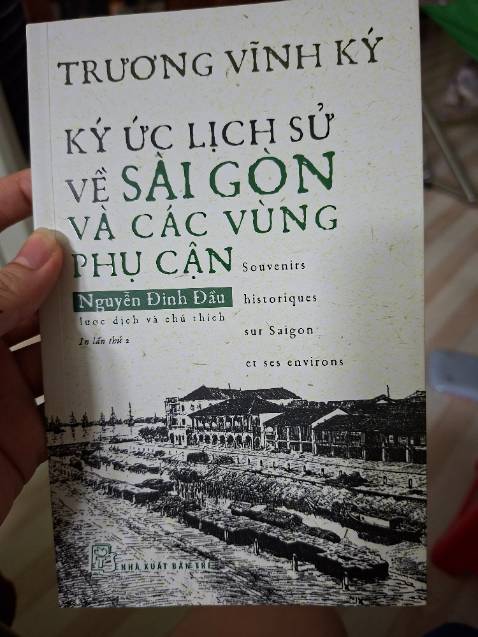 TRƯƠNG VĨNH KÝ
KÝ ỨC LỊCH SỬ
VỀ SÀI GÒN
VÀ CÁC VÙNG
PHỤ CẬN
Souvenirs
historiques
sur Saigon
et ses environs
Nguyễn Đình Đầu
lược dịch và chú thích
In lần thứ 2
NHÀ XUẤT BẢN TRẺ